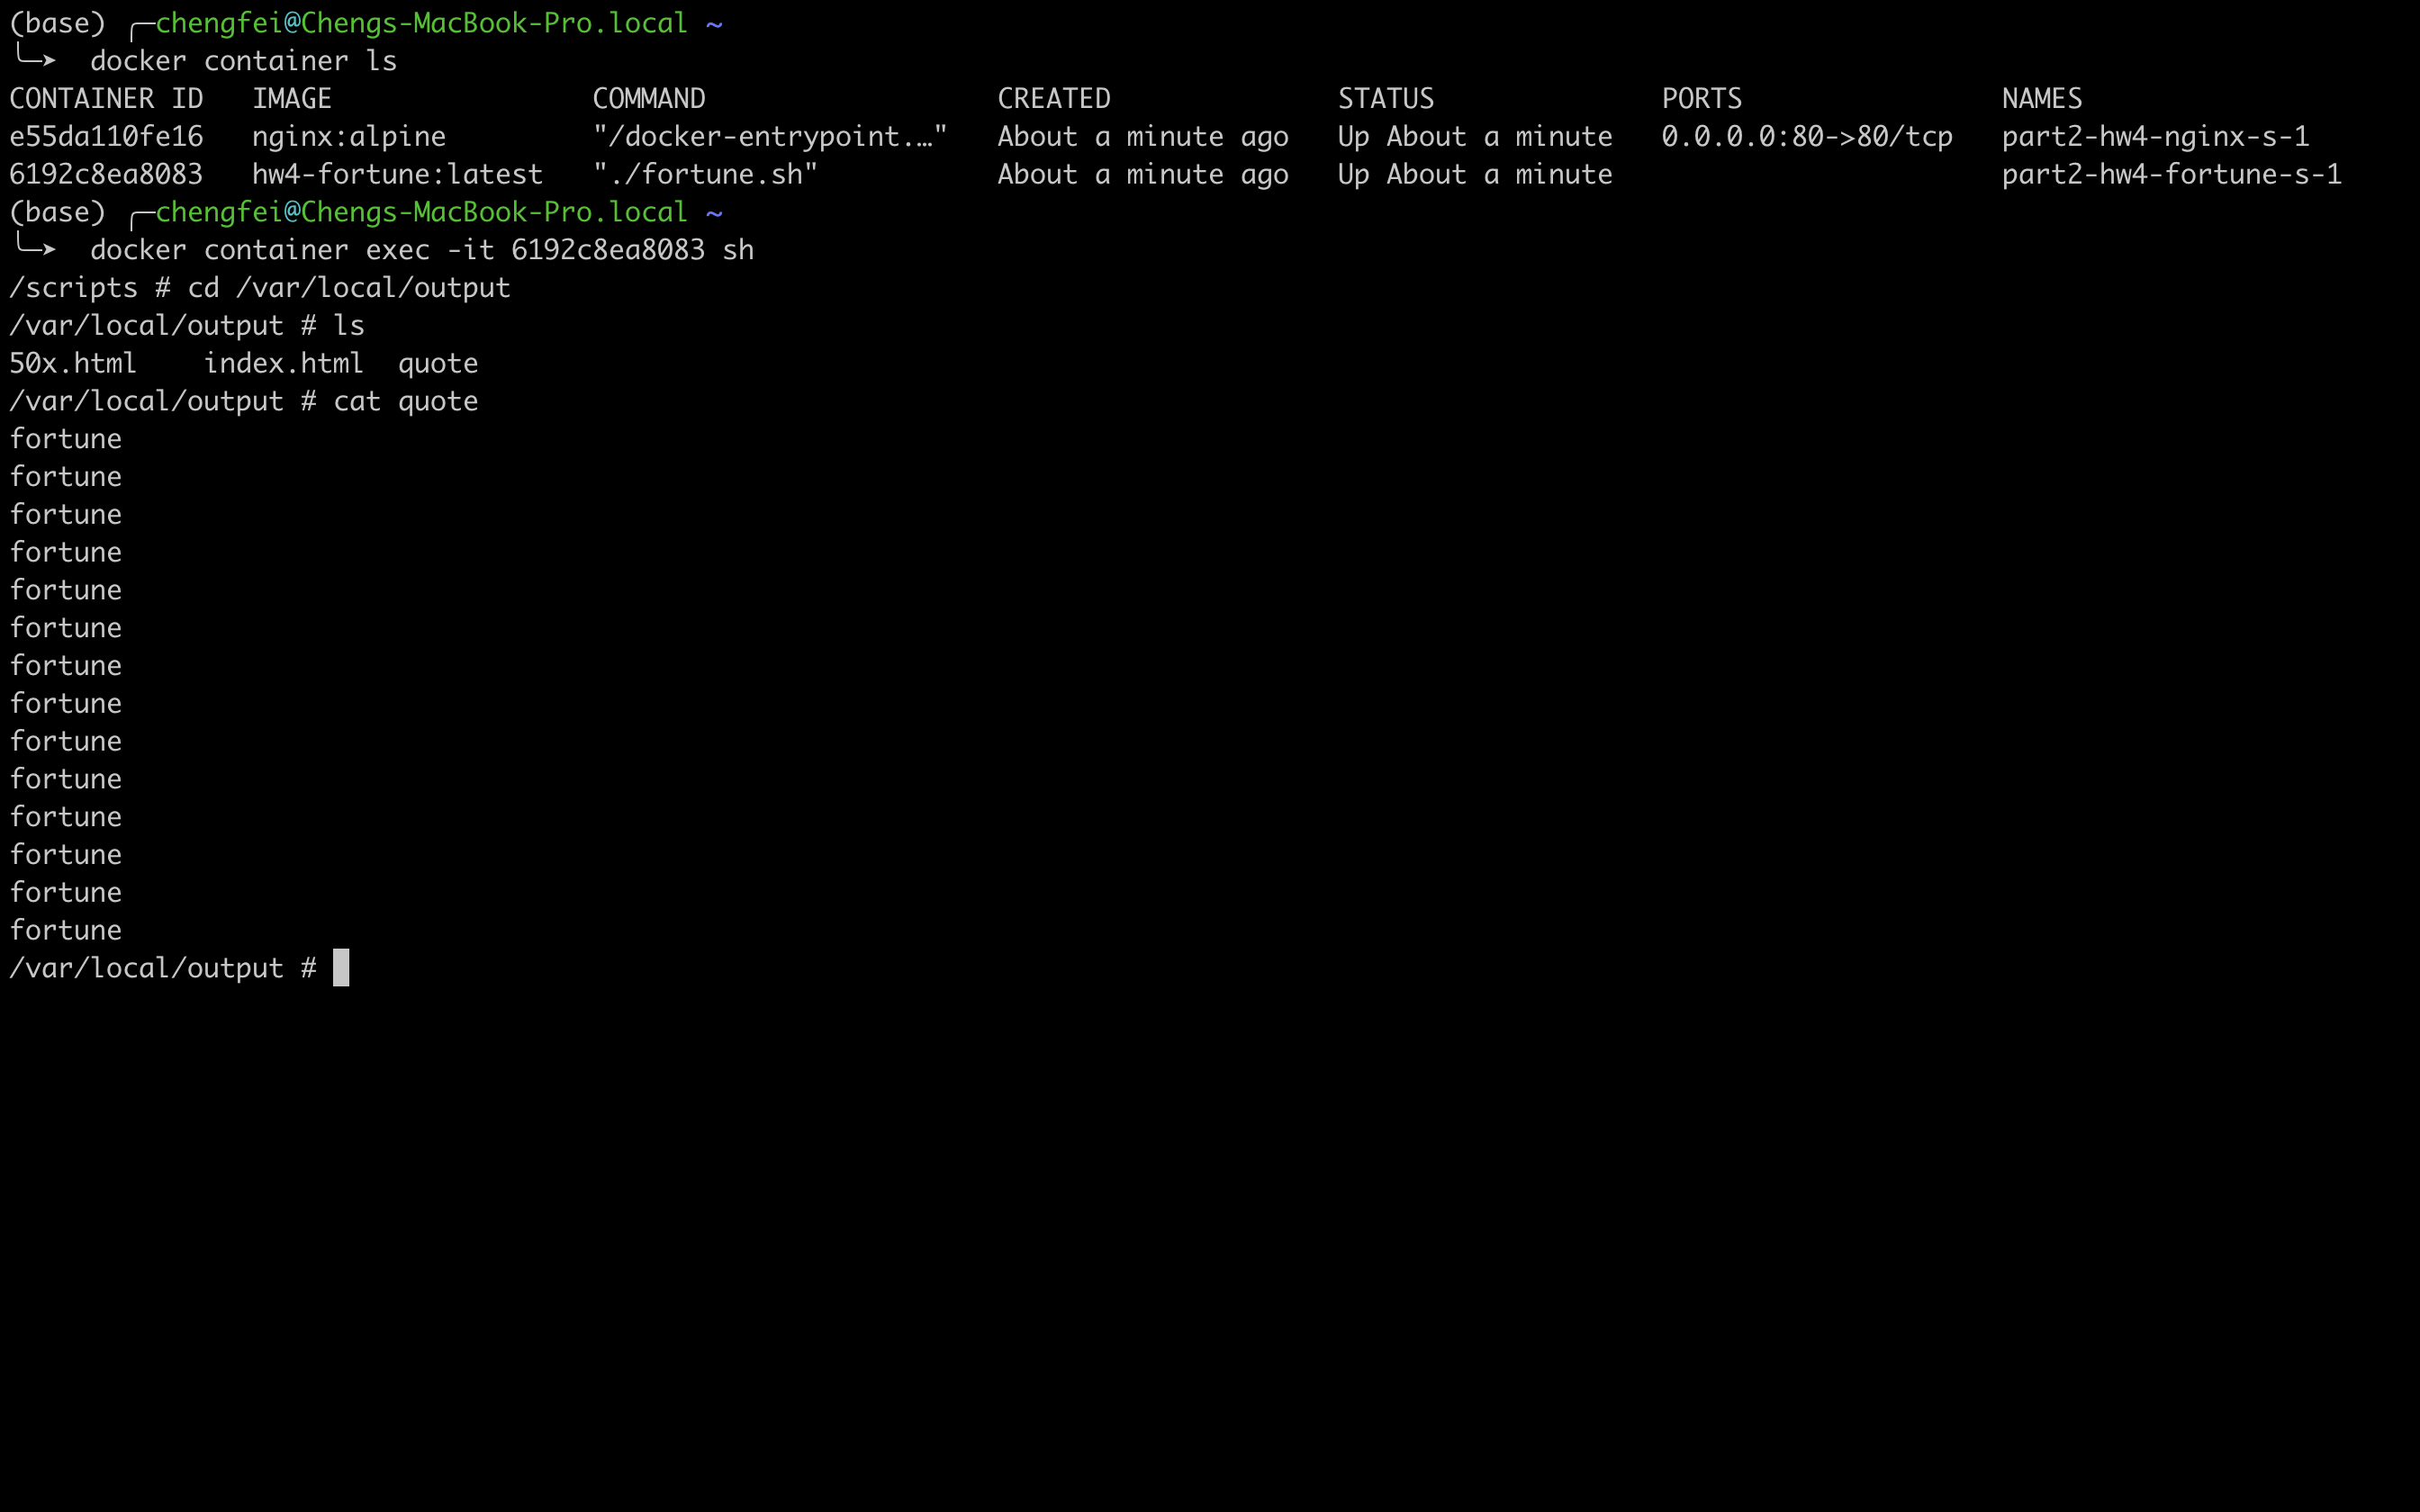 (base) ╭─chengfei@Chengs-MacBook-Pro.local ~
╰─➤  docker container ls
CONTAINER ID   IMAGE                COMMAND                  CREATED              STATUS              PORTS                NAMES
e55da110fe16   nginx:alpine         "/docker-entrypoint.…"   About a minute ago   Up About a minute   0.0.0.0:80->80/tcp   part2-hw4-nginx-s-1
6192c8ea8083   hw4-fortune:latest   "./fortune.sh"           About a minute ago   Up About a minute                        part2-hw4-fortune-s-1
(base) ╭─chengfei@Chengs-MacBook-Pro.local ~
╰─➤  docker container exec -it 6192c8ea8083 sh
/scripts # cd /var/local/output
/var/local/output # ls
50x.html    index.html  quote
/var/local/output # cat quote
fortune
fortune
fortune
fortune
fortune
fortune
fortune
fortune
fortune
fortune
fortune
fortune
fortune
fortune
/var/local/output #